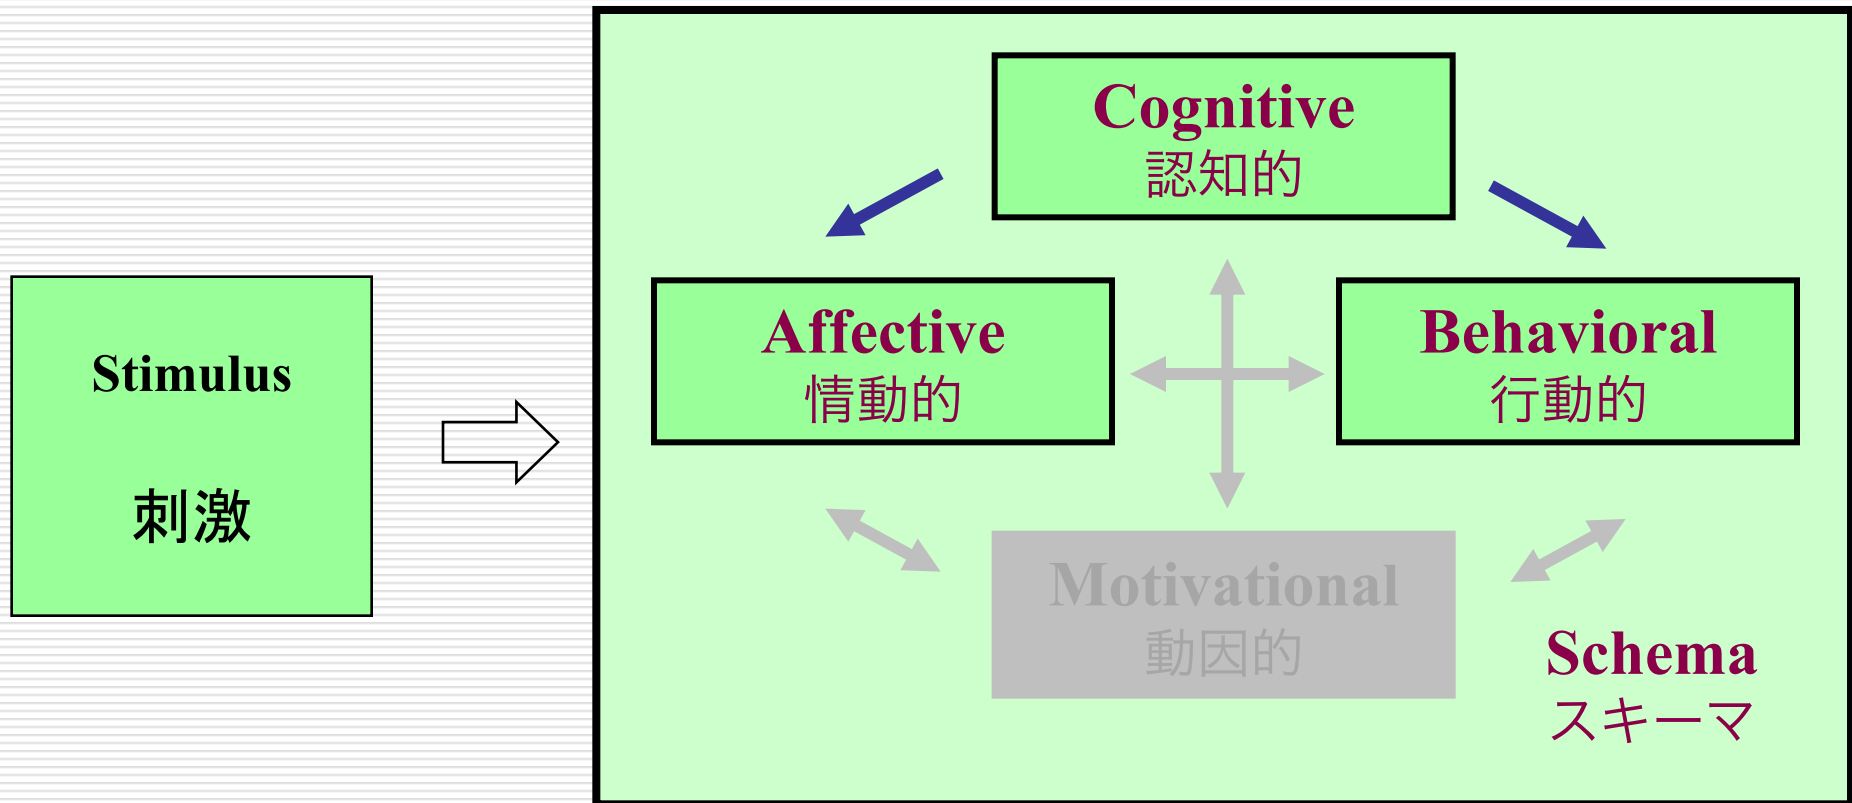 Stimulus
刺激
Cognitive
認知的
Affective
情動的
Behavioral
行動的
Motivational
動因的
Schema
スキーマ